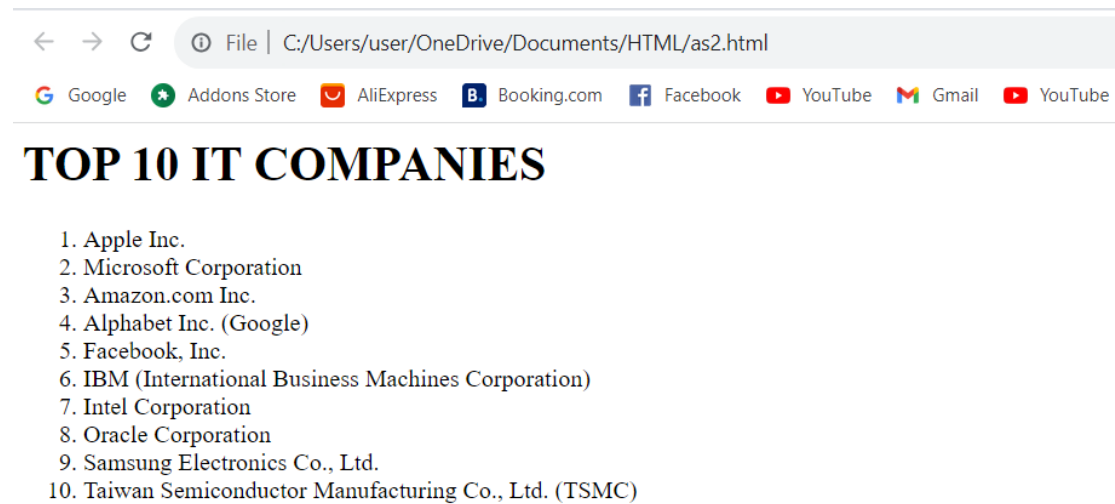 File | C:/Users/user/OneDrive/Documents/HTML/as2.html
Google Addons Store AliExpress B. Booking.com Facebook YouTube Gmail YouTube
TOP 10 IT COMPANIES
1. Apple Inc.
2. Microsoft Corporation
3. Amazon.com Inc.
4. Alphabet Inc. (Google)
5. Facebook, Inc.
6. IBM (International Business Machines Corporation)
7. Intel Corporation
8. Oracle Corporation
9. Samsung Electronics Co., Ltd.
10. Taiwan Semiconductor Manufacturing Co., Ltd. (TSMC)